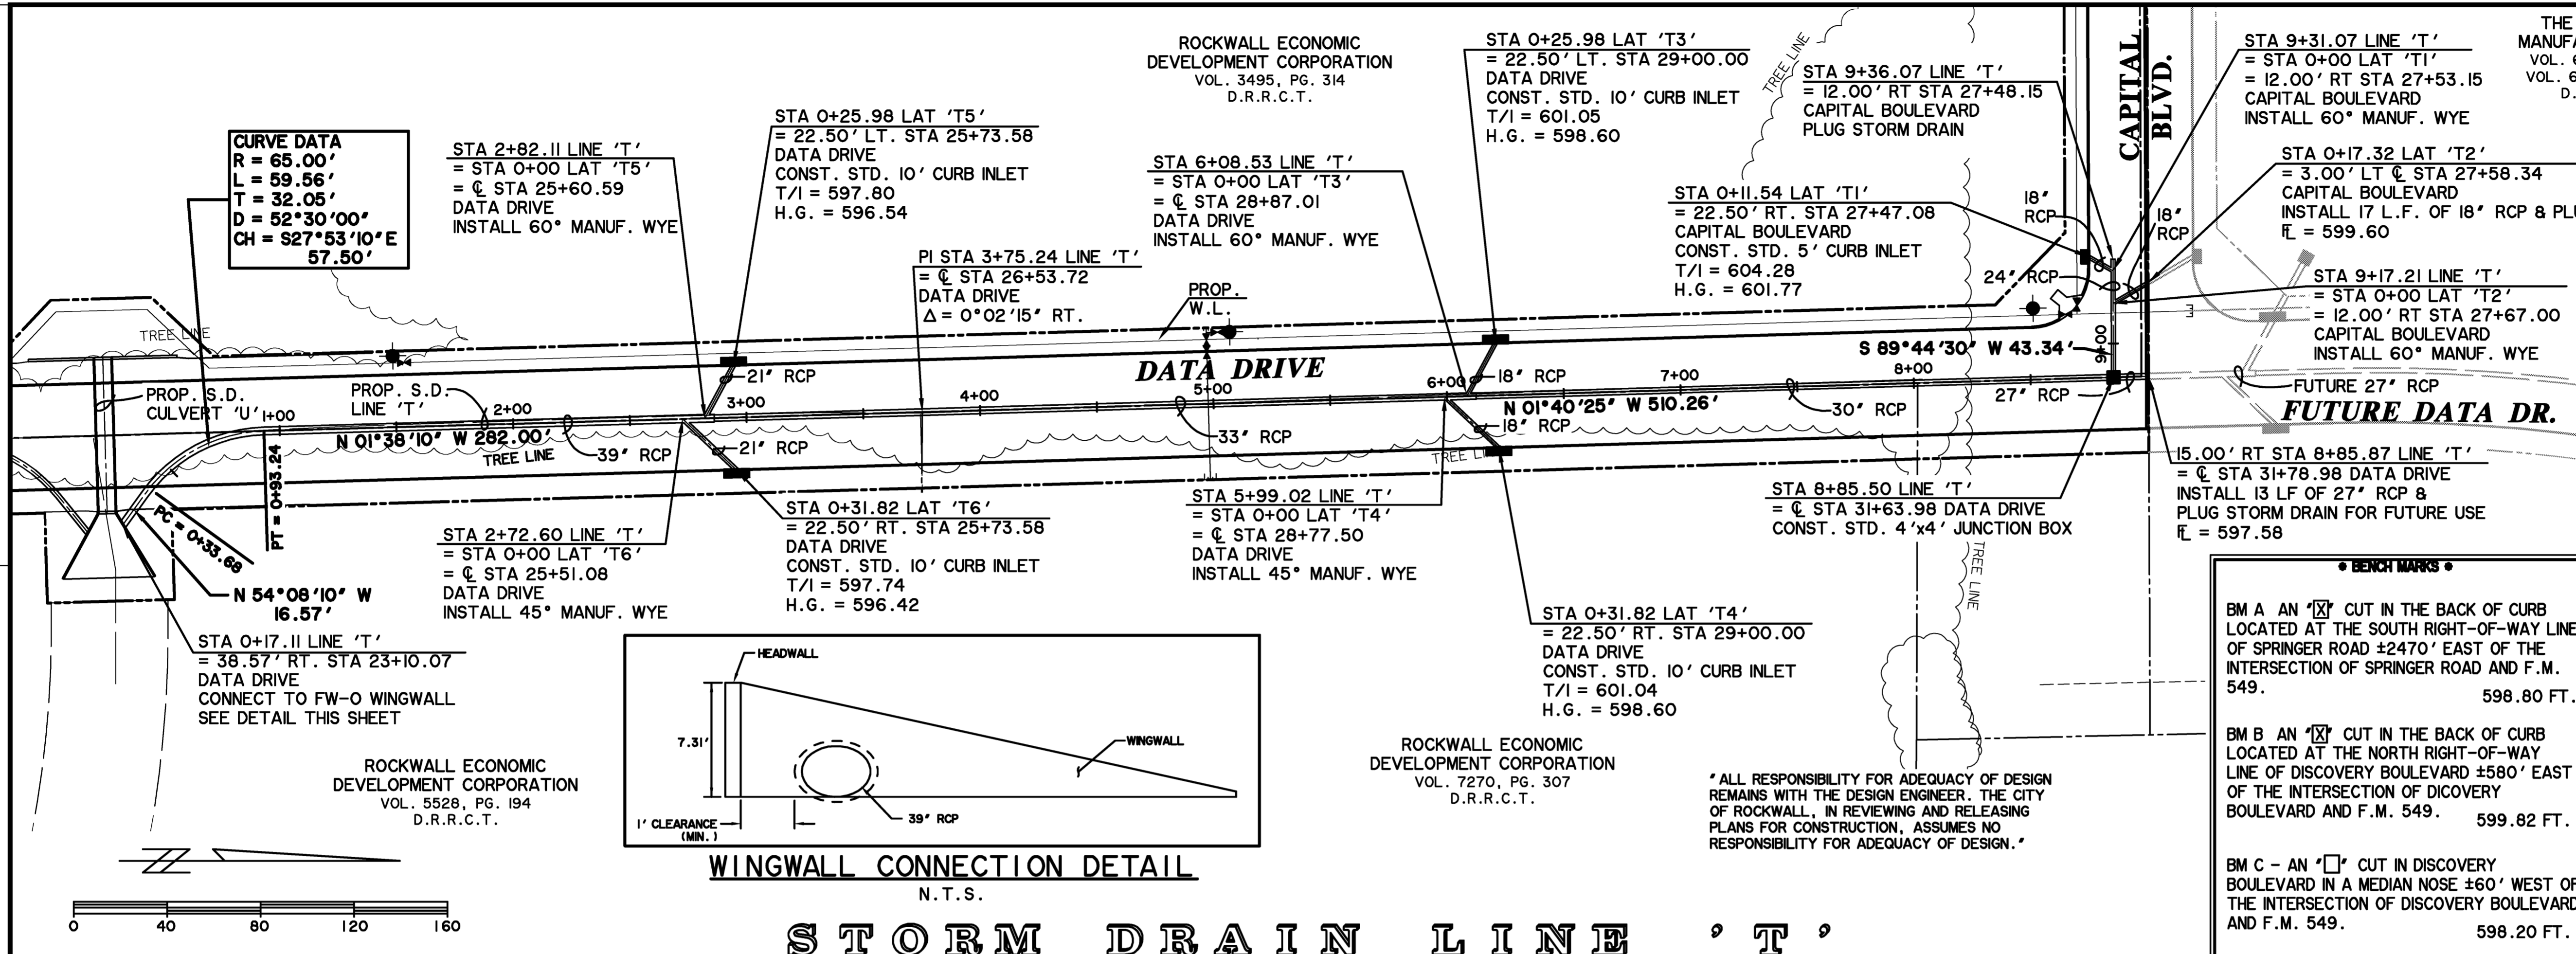 ROCKWALL ECONOMIC
DEVELOPMENT CORPORATION
VOL. 3495, PG. 314
D.R.R.C.T.
CURVE DATA
R = 65.00'
L = 59.56'
T = 32.05'
D = 52°30'00"
CH = S27°53'10"E
57.50'
STA 2+82.11 LINE 'T'
= STA 0+00 LAT 'T5'
= ℄ STA 25+60.59
DATA DRIVE
INSTALL 60° MANUF. WYE
STA 0+25.98 LAT 'T5'
= 22.50' LT. STA 25+73.58
DATA DRIVE
CONST. STD. 10' CURB INLET
T/I = 597.80
H.G. = 596.54
PI STA 3+75.24 LINE 'T'
= ℄ STA 26+53.72
DATA DRIVE
Δ = 0°02'15" RT.
STA 6+08.53 LINE 'T'
= STA 0+00 LAT 'T3'
= ℄ STA 28+87.01
DATA DRIVE
INSTALL 60° MANUF. WYE
PROP.
W.L.
STA 0+25.98 LAT 'T3'
= 22.50' LT. STA 29+00.00
DATA DRIVE
CONST. STD. 10' CURB INLET
T/I = 601.05
H.G. = 598.60
TREE LINE
STA 9+36.07 LINE 'T'
= 12.00' RT STA 27+48.15
CAPITAL BOULEVARD
PLUG STORM DRAIN
STA 0+11.54 LAT 'T1'
= 22.50' RT. STA 27+47.08
CAPITAL BOULEVARD
CONST. STD. 5' CURB INLET
T/I = 604.28
H.G. = 601.77
CAPITAL
BLVD.
18"
RCP
18"
RCP
24" RCP
STA 9+31.07 LINE 'T'
= STA 0+00 LAT 'T1'
= 12.00' RT STA 27+53.15
CAPITAL BOULEVARD
INSTALL 60° MANUF. WYE
THE
MANUFA
VOL. 6
VOL. 6
D.
STA 0+17.32 LAT 'T2'
= 3.00' LT ℄ STA 27+58.34
CAPITAL BOULEVARD
INSTALL 17 L.F. OF 18" RCP & PLU
FL = 599.60
STA 9+17.21 LINE 'T'
= STA 0+00 LAT 'T2'
= 12.00' RT STA 27+67.00
CAPITAL BOULEVARD
INSTALL 60° MANUF. WYE
TREE LINE
PROP. S.D.
CULVERT 'U'
PROP. S.D.
LINE 'T'
21" RCP
DATA DRIVE
18" RCP
S 89°44'30" W 43.34'
9+00
1+00
2+00
3+00
4+00
5+00
6+00
7+00
8+00
N 01°38'10" W 282.00'
TREE LINE
39" RCP
21" RCP
33" RCP
N 01°40'25" W 510.26'
18" RCP
TREE LI
30" RCP
27" RCP
FUTURE 27" RCP
FUTURE DATA DR.
PT = 0+93.24
PC = 0+33.68
N 54°08'10" W
16.57'
STA 0+17.11 LINE 'T'
= 38.57' RT. STA 23+10.07
DATA DRIVE
CONNECT TO FW-O WINGWALL
SEE DETAIL THIS SHEET
STA 2+72.60 LINE 'T'
= STA 0+00 LAT 'T6'
= ℄ STA 25+51.08
DATA DRIVE
INSTALL 45° MANUF. WYE
STA 0+31.82 LAT 'T6'
= 22.50' RT. STA 25+73.58
DATA DRIVE
CONST. STD. 10' CURB INLET
T/I = 597.74
H.G. = 596.42
STA 5+99.02 LINE 'T'
= STA 0+00 LAT 'T4'
= ℄ STA 28+77.50
DATA DRIVE
INSTALL 45° MANUF. WYE
STA 0+31.82 LAT 'T4'
= 22.50' RT. STA 29+00.00
DATA DRIVE
CONST. STD. 10' CURB INLET
T/I = 601.04
H.G. = 598.60
STA 8+85.50 LINE 'T'
= ℄ STA 31+63.98 DATA DRIVE
CONST. STD. 4'x4' JUNCTION BOX
TREE LINE
15.00' RT STA 8+85.87 LINE 'T'
= ℄ STA 31+78.98 DATA DRIVE
INSTALL 13 LF OF 27" RCP &
PLUG STORM DRAIN FOR FUTURE USE
FL = 597.58
ROCKWALL ECONOMIC
DEVELOPMENT CORPORATION
VOL. 5528, PG. 194
D.R.R.C.T.
HEADWALL
7.31'
WINGWALL
1' CLEARANCE
(MIN.)
39" RCP
WINGWALL CONNECTION DETAIL
N.T.S.
ROCKWALL ECONOMIC
DEVELOPMENT CORPORATION
VOL. 7270, PG. 307
D.R.R.C.T.
"ALL RESPONSIBILITY FOR ADEQUACY OF DESIGN
REMAINS WITH THE DESIGN ENGINEER. THE CITY
OF ROCKWALL, IN REVIEWING AND RELEASING
PLANS FOR CONSTRUCTION, ASSUMES NO
RESPONSIBILITY FOR ADEQUACY OF DESIGN."
* BENCH MARKS *
BM A AN "X" CUT IN THE BACK OF CURB
LOCATED AT THE SOUTH RIGHT-OF-WAY LINE
OF SPRINGER ROAD ±2470' EAST OF THE
INTERSECTION OF SPRINGER ROAD AND F.M.
549.
598.80 FT.
BM B AN "X" CUT IN THE BACK OF CURB
LOCATED AT THE NORTH RIGHT-OF-WAY
LINE OF DISCOVERY BOULEVARD ±580' EAST
OF THE INTERSECTION OF DICOVERY
BOULEVARD AND F.M. 549.
599.82 FT.
BM C - AN "□" CUT IN DISCOVERY
BOULEVARD IN A MEDIAN NOSE ±60' WEST OF
THE INTERSECTION OF DISCOVERY BOULEVARD
AND F.M. 549.
598.20 FT.
0 40 80 120 160
STORM DRAIN LINE 'T'